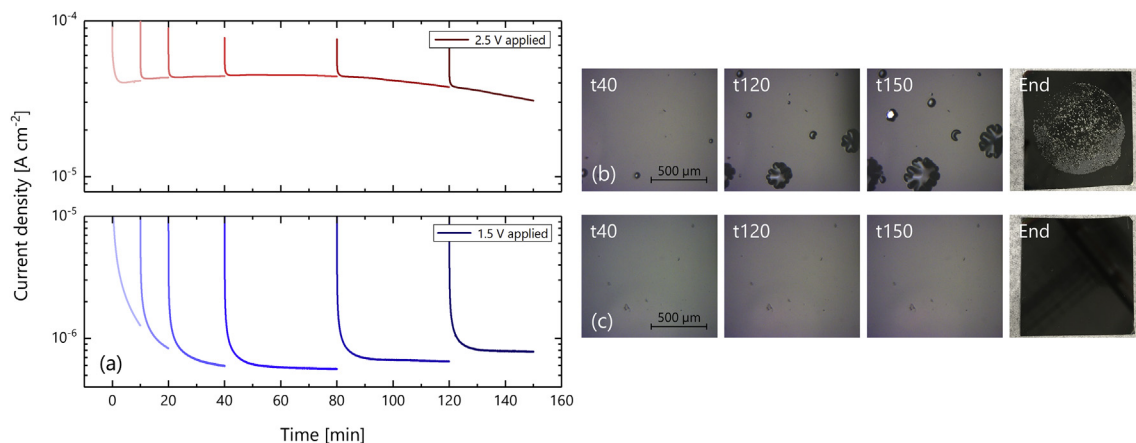 Current density [A cm⁻²]
10⁻⁴
10⁻⁵
2.5 V applied
10⁻⁵
10⁻⁶
1.5 V applied
(a)
0 20 40 60 80 100 120 140 160
Time [min]
t40 t120 t150 End
(b) 500 µm
t40 t120 t150 End
(c) 500 µm